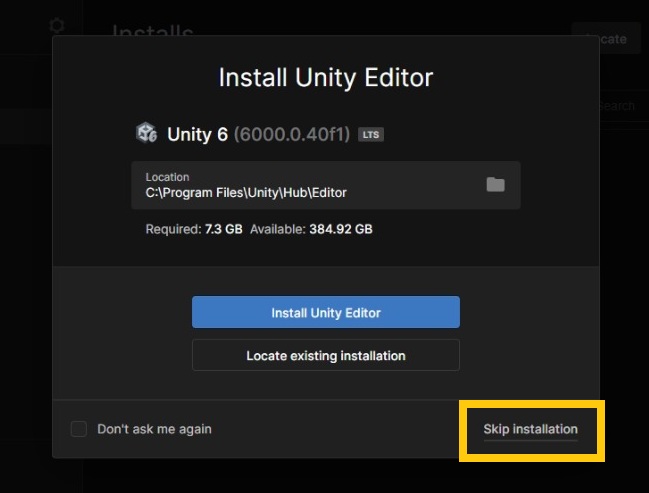 Installs
Locate
Search
Install Unity Editor
Unity 6 (6000.0.40f1) LTS
Location
C:\Program Files\Unity\Hub\Editor
Required: 7.3 GB Available: 384.92 GB
Install Unity Editor
Locate existing installation
Don't ask me again
Skip installation